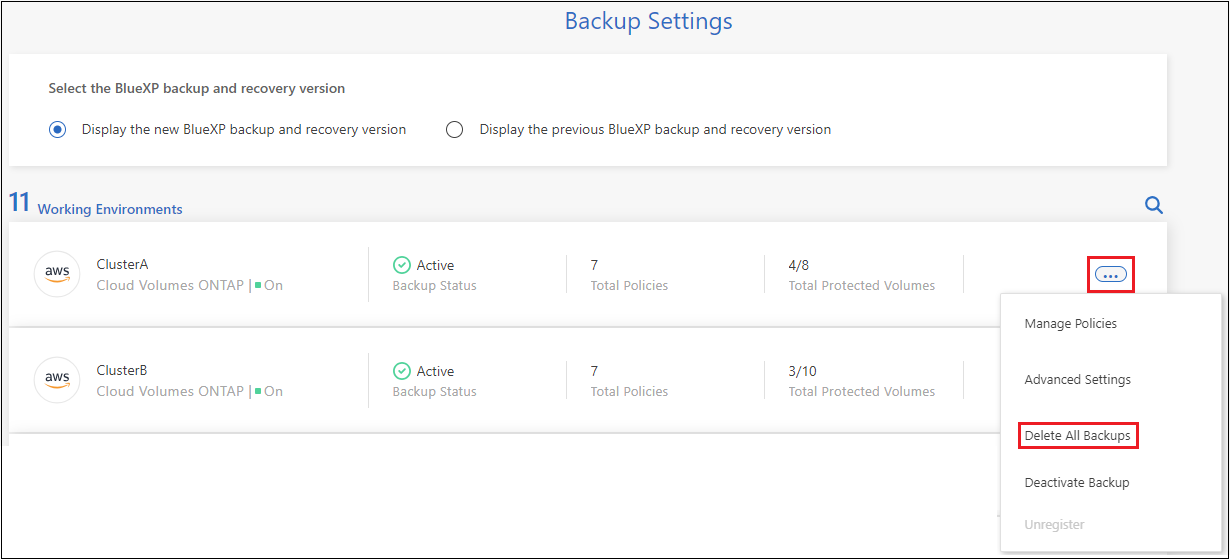 Backup Settings
Select the BlueXP backup and recovery version
Display the new BlueXP backup and recovery version Display the previous BlueXP backup and recovery version
11 Working Environments
aws ClusterA Active 7 4/8 ...
Cloud Volumes ONTAP | On Backup Status Total Policies Total Protected Volumes
Manage Policies
aws ClusterB Active 7 3/10
Cloud Volumes ONTAP | On Backup Status Total Policies Total Protected Volumes
Advanced Settings
Delete All Backups
Deactivate Backup
Unregister